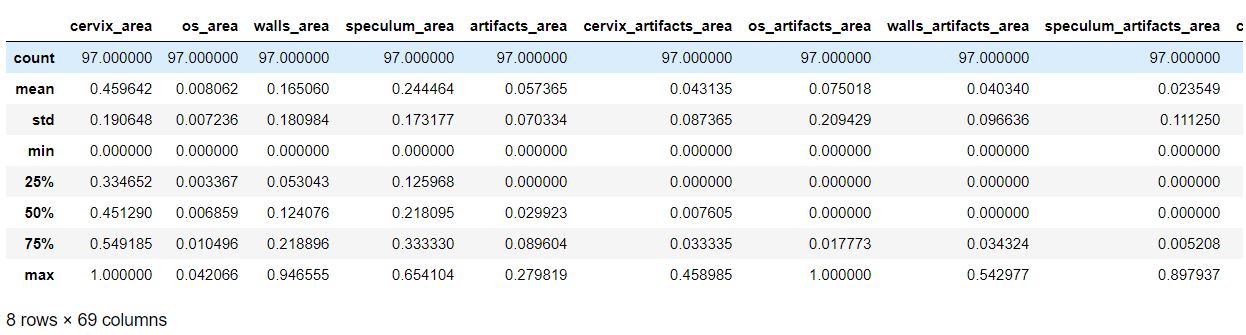 cervix_area os_area walls_area speculum_area artifacts_area cervix_artifacts_area os_artifacts_area walls_artifacts_area speculum_artifacts_area c
count 97.000000 97.000000 97.000000 97.000000 97.000000 97.000000 97.000000 97.000000 97.000000
mean 0.459642 0.008062 0.165060 0.244464 0.057365 0.043135 0.075018 0.040340 0.023549
std 0.190648 0.007236 0.180984 0.173177 0.070334 0.087365 0.209429 0.096636 0.111250
min 0.000000 0.000000 0.000000 0.000000 0.000000 0.000000 0.000000 0.000000 0.000000
25% 0.334652 0.003367 0.053043 0.125968 0.000000 0.000000 0.000000 0.000000 0.000000
50% 0.451290 0.006859 0.124076 0.218095 0.029923 0.007605 0.000000 0.000000 0.000000
75% 0.549185 0.010496 0.218896 0.333330 0.089604 0.033335 0.017773 0.034324 0.005208
max 1.000000 0.042066 0.946555 0.654104 0.279819 0.458985 1.000000 0.542977 0.897937
8 rows × 69 columns